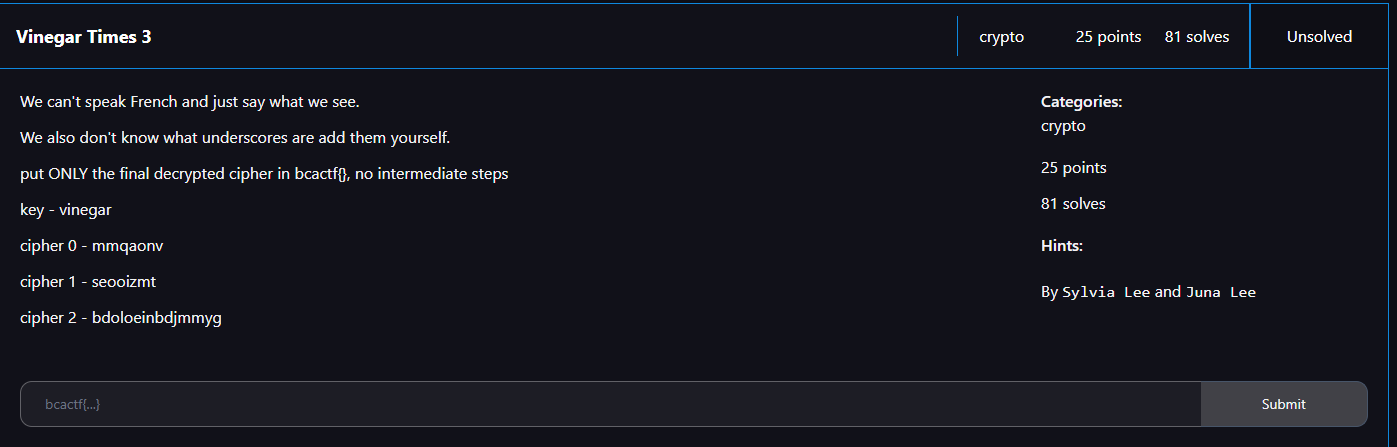 Vinegar Times 3
crypto
25 points
81 solves
Unsolved
We can't speak French and just say what we see.
We also don't know what underscores are add them yourself.
put ONLY the final decrypted cipher in bcactf{}, no intermediate steps
key - vinegar
cipher 0 - mmqaonv
cipher 1 - seooizmt
cipher 2 - bdoloeinbdjmmyg
Categories:
crypto
25 points
81 solves
Hints:
By Sylvia Lee and Juna Lee
bcactf{...}
Submit